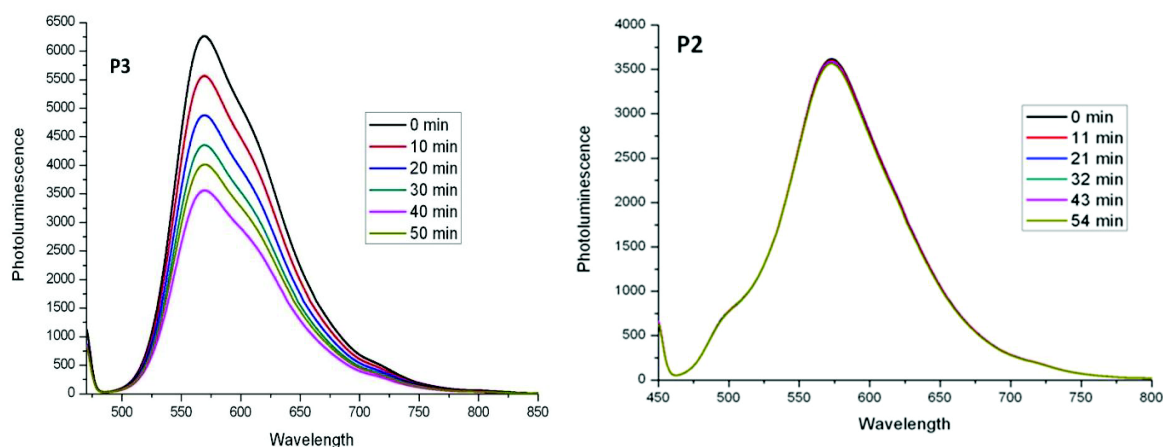 P3
Photoluminescence
6500
6000
5500
5000
4500
4000
3500
3000
2500
2000
1500
1000
500
0
0 min
10 min
20 min
30 min
40 min
50 min
500 550 600 650 700 750 800 850
Wavelength
P2
Photoluminescence
4000
3500
3000
2500
2000
1500
1000
500
0
0 min
11 min
21 min
32 min
43 min
54 min
450 500 550 600 650 700 750 800
Wavelength